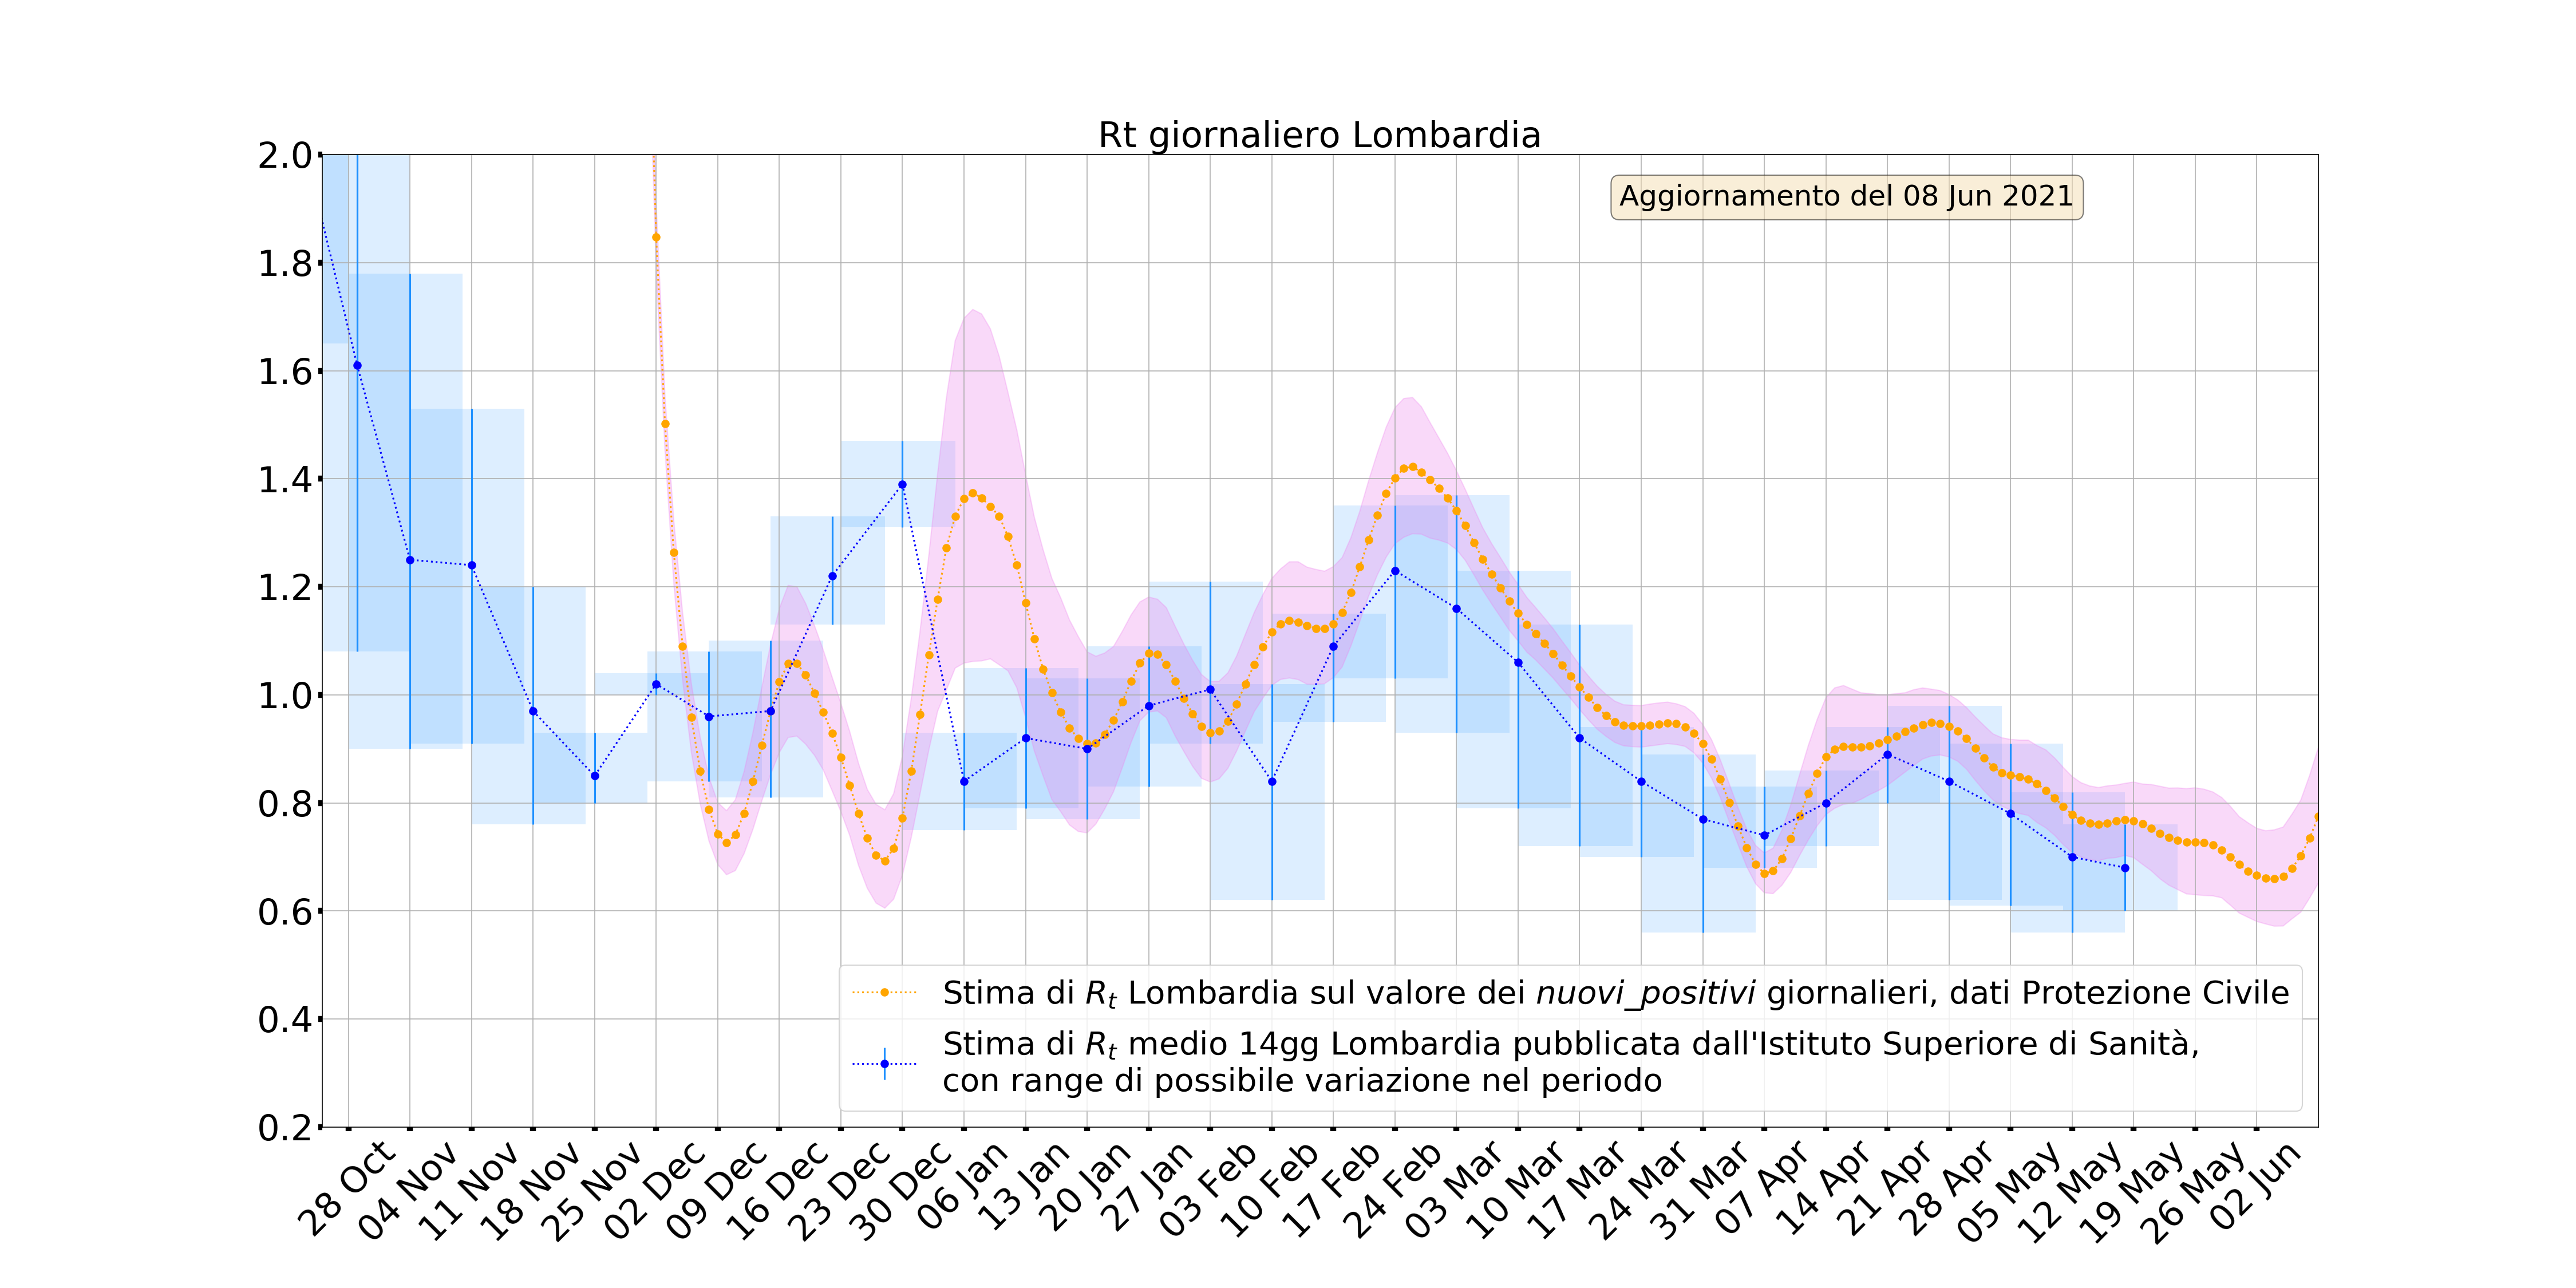 Rt giornaliero Lombardia
Aggiornamento del 08 Jun 2021
2.0
1.8
1.6
1.4
1.2
1.0
0.8
0.6
0.4
0.2
Stima di Rt Lombardia sul valore dei nuovi_positivi giornalieri, dati Protezione Civile
Stima di Rt medio 14gg Lombardia pubblicata dall'Istituto Superiore di Sanità,
con range di possibile variazione nel periodo
28 Oct
04 Nov
11 Nov
18 Nov
25 Nov
02 Dec
09 Dec
16 Dec
23 Dec
30 Dec
06 Jan
13 Jan
20 Jan
27 Jan
03 Feb
10 Feb
17 Feb
24 Feb
03 Mar
10 Mar
17 Mar
24 Mar
31 Mar
07 Apr
14 Apr
21 Apr
28 Apr
05 May
12 May
19 May
26 May
02 Jun